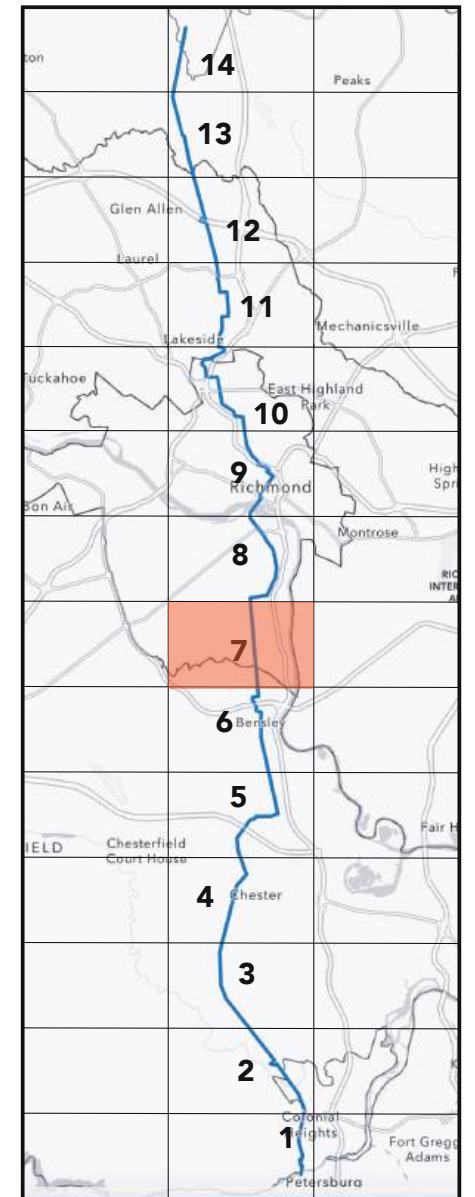 ton
14
Peaks
13
Glen Allen
12
Laurel
11
Mechanicsville
Lakeside
Tuckahoe
East Highland
Park
10
9
High
Spri
Richmond
Bon Air
Montrose
8
RIC
INTER
A
7
6
Bensley
5
Fair H
IELD
Chesterfield
Court House
4
Chester
3
2
K
Colonial
Heights
1
Fort Gregg
Adams
Petersburg